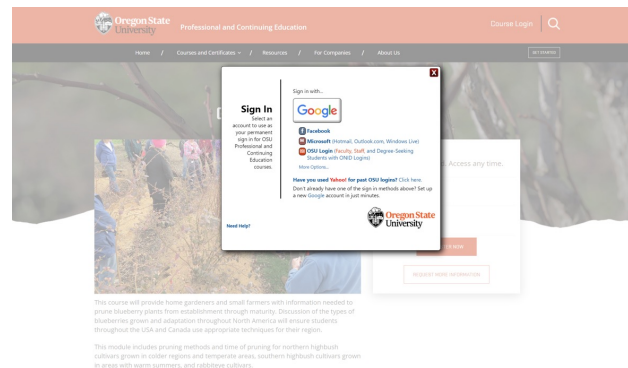 Oregon State
University
Professional and Continuing Education
Course Login
Home / Courses and Certificates / Resources / For Companies / About Us
GET STARTED
X
Sign In
Select an
account to use as
your permanent
sign in for OSU
Professional and
Continuing
Education
courses.
Need Help?
Sign in with...
Google
Facebook
Microsoft (Hotmail, Outlook.com, Windows Live)
OSU Login (Faculty, Staff, and Degree-Seeking
Students with ONID Logins)
More Options...
Have you used Yahoo! for past OSU logins? Click here.
Don't already have one of the sign in methods above? Set up
a new Google account in just minutes.
Oregon State
University
Access any time.
NOW
REQUEST MORE INFORMATION
This course will provide home gardeners and small farmers with information needed to
prune blueberry plants from establishment through maturity. Discussion of the types of
blueberries grown and adaptation throughout North America will ensure students
throughout the USA and Canada use appropriate techniques for their region.
This module includes pruning methods and time of pruning for northern highbush
cultivars grown in colder regions and temperate areas, southern highbush cultivars grown
in areas with warm summers, and rabbiteye cultivars.